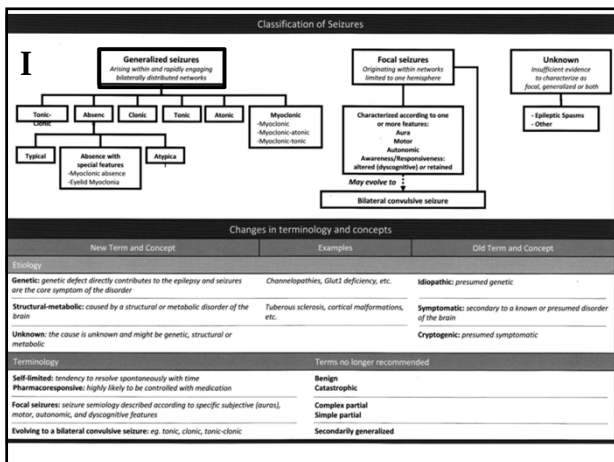 Classification of Seizures
I
Generalized seizures
Arising within and rapidly engaging
bilaterally distributed networks
Tonic-
Clonic
Absenc
Clonic
Tonic
Atonic
Myoclonic
-Myoclonic
-Myoclonic-atonic
-Myoclonic-tonic
Typical
Absence with
special features
-Myoclonic absence
-Eyelid Myoclonia
Atypica
Focal seizures
Originating within networks
limited to one hemisphere
Characterized according to one
or more features:
Aura
Motor
Autonomic
Awareness/Responsiveness:
altered (dyscognitive) or retained
May evolve to
Bilateral convulsive seizure
Unknown
Insufficient evidence
to characterize as
focal, generalized or both
- Epileptic Spasms
- Other
Changes in terminology and concepts
New Term and Concept Examples Old Term and Concept
Etiology
Genetic: genetic defect directly contributes to the epilepsy and seizures
are the core symptom of the disorder
Channelopathies, Glut1 deficiency, etc.
Idiopathic: presumed genetic
Structural-metabolic: caused by a structural or metabolic disorder of the
brain
Tuberous sclerosis, cortical malformations,
etc.
Symptomatic: secondary to a known or presumed disorder
of the brain
Unknown: the cause is unknown and might be genetic, structural or
metabolic
Cryptogenic: presumed symptomatic
Terminology Terms no longer recommended
Self-limited: tendency to resolve spontaneously with time
Pharmacoresponsive: highly likely to be controlled with medication
Benign
Catastrophic
Focal seizures: seizure semiology described according to specific subjective (auras),
motor, autonomic, and dyscognitive features
Complex partial
Simple partial
Evolving to a bilateral convulsive seizure: eg. tonic, clonic, tonic-clonic
Secondarily generalized